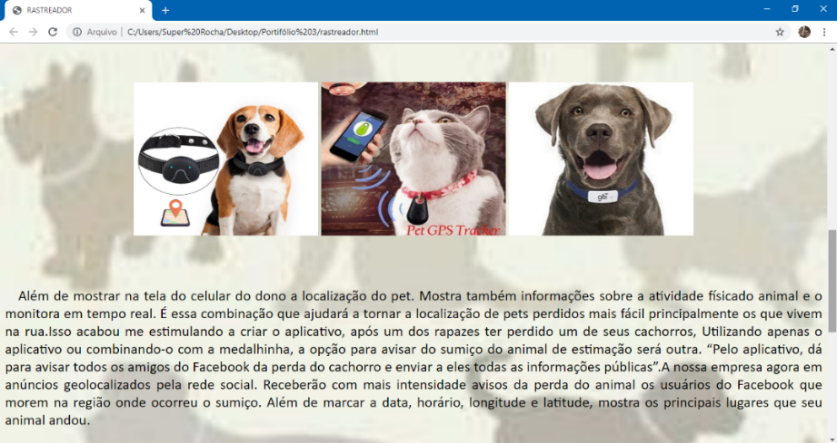 RASTREADOR
Arquivo | C:/Users/Super%20Rocha/Desktop/Portifólio%203/rastreador.html
Pet GPS Tracker
Além de mostrar na tela do celular do dono a localização do pet. Mostra também informações sobre a atividade físicado animal e o
monitora em tempo real. É essa combinação que ajudará a tornar a localização de pets perdidos mais fácil principalmente os que vivem
na rua.Isso acabou me estimulando a criar o aplicativo, após um dos rapazes ter perdido um de seus cachorros, Utilizando apenas o
aplicativo ou combinando-o com a medalhinha, a opção para avisar do sumiço do animal de estimação será outra. “Pelo aplicativo, dá
para avisar todos os amigos do Facebook da perda do cachorro e enviar a eles todas as informações públicas”.A nossa empresa agora em
anúncios geolocalizados pela rede social. Receberão com mais intensidade avisos da perda do animal os usuários do Facebook que
morem na região onde ocorreu o sumiço. Além de marcar a data, horário, longitude e latitude, mostra os principais lugares que seu
animal andou.